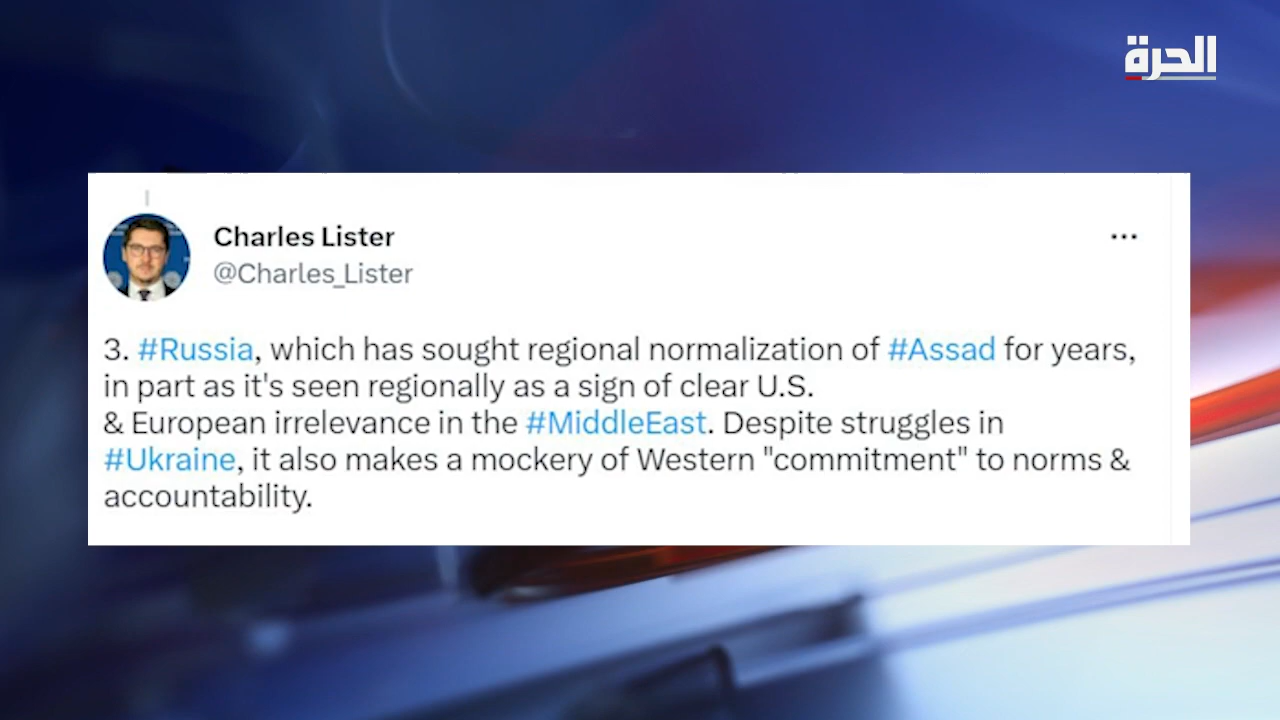 الحرة
Charles Lister
@Charles_Lister
3. #Russia, which has sought regional normalization of #Assad for years,
in part as it's seen regionally as a sign of clear U.S.
& European irrelevance in the #MiddleEast. Despite struggles in
#Ukraine, it also makes a mockery of Western "commitment" to norms &
accountability.